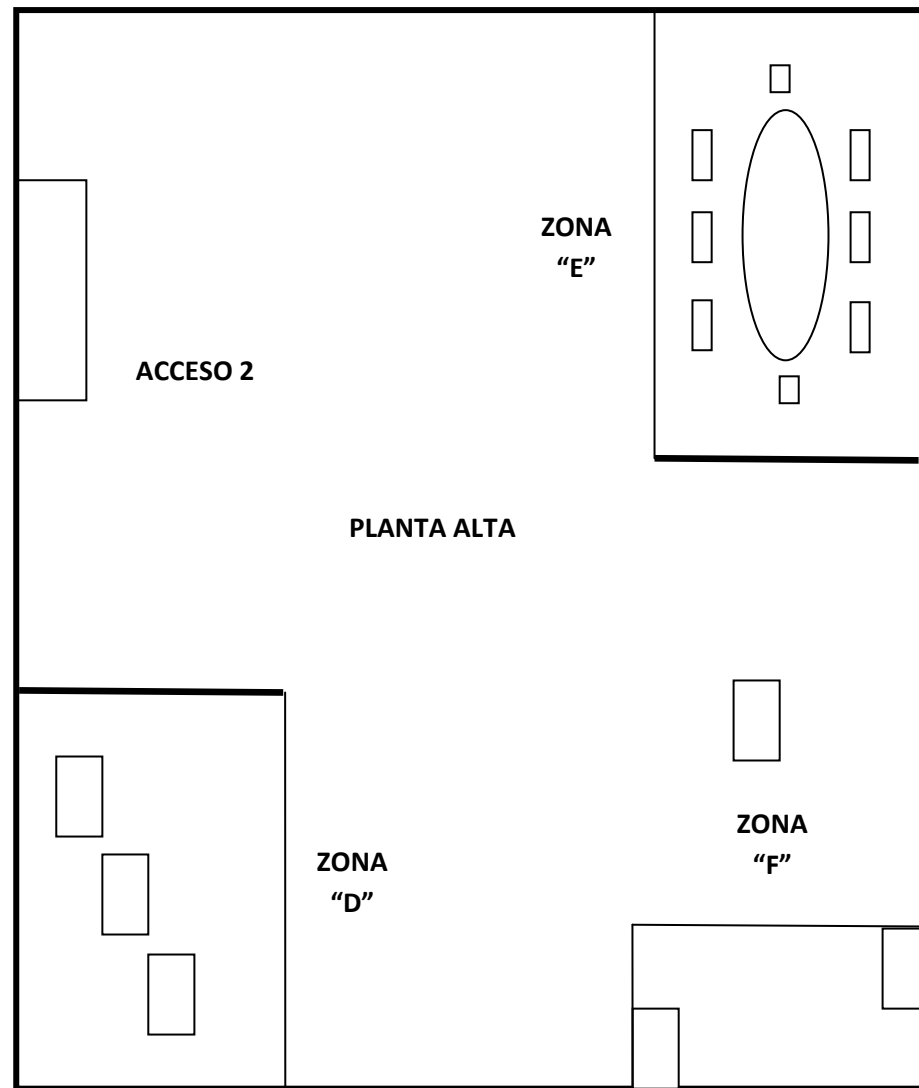 ZONA
“E”
ACCESO 2
PLANTA ALTA
ZONA
“F”
ZONA
“D”